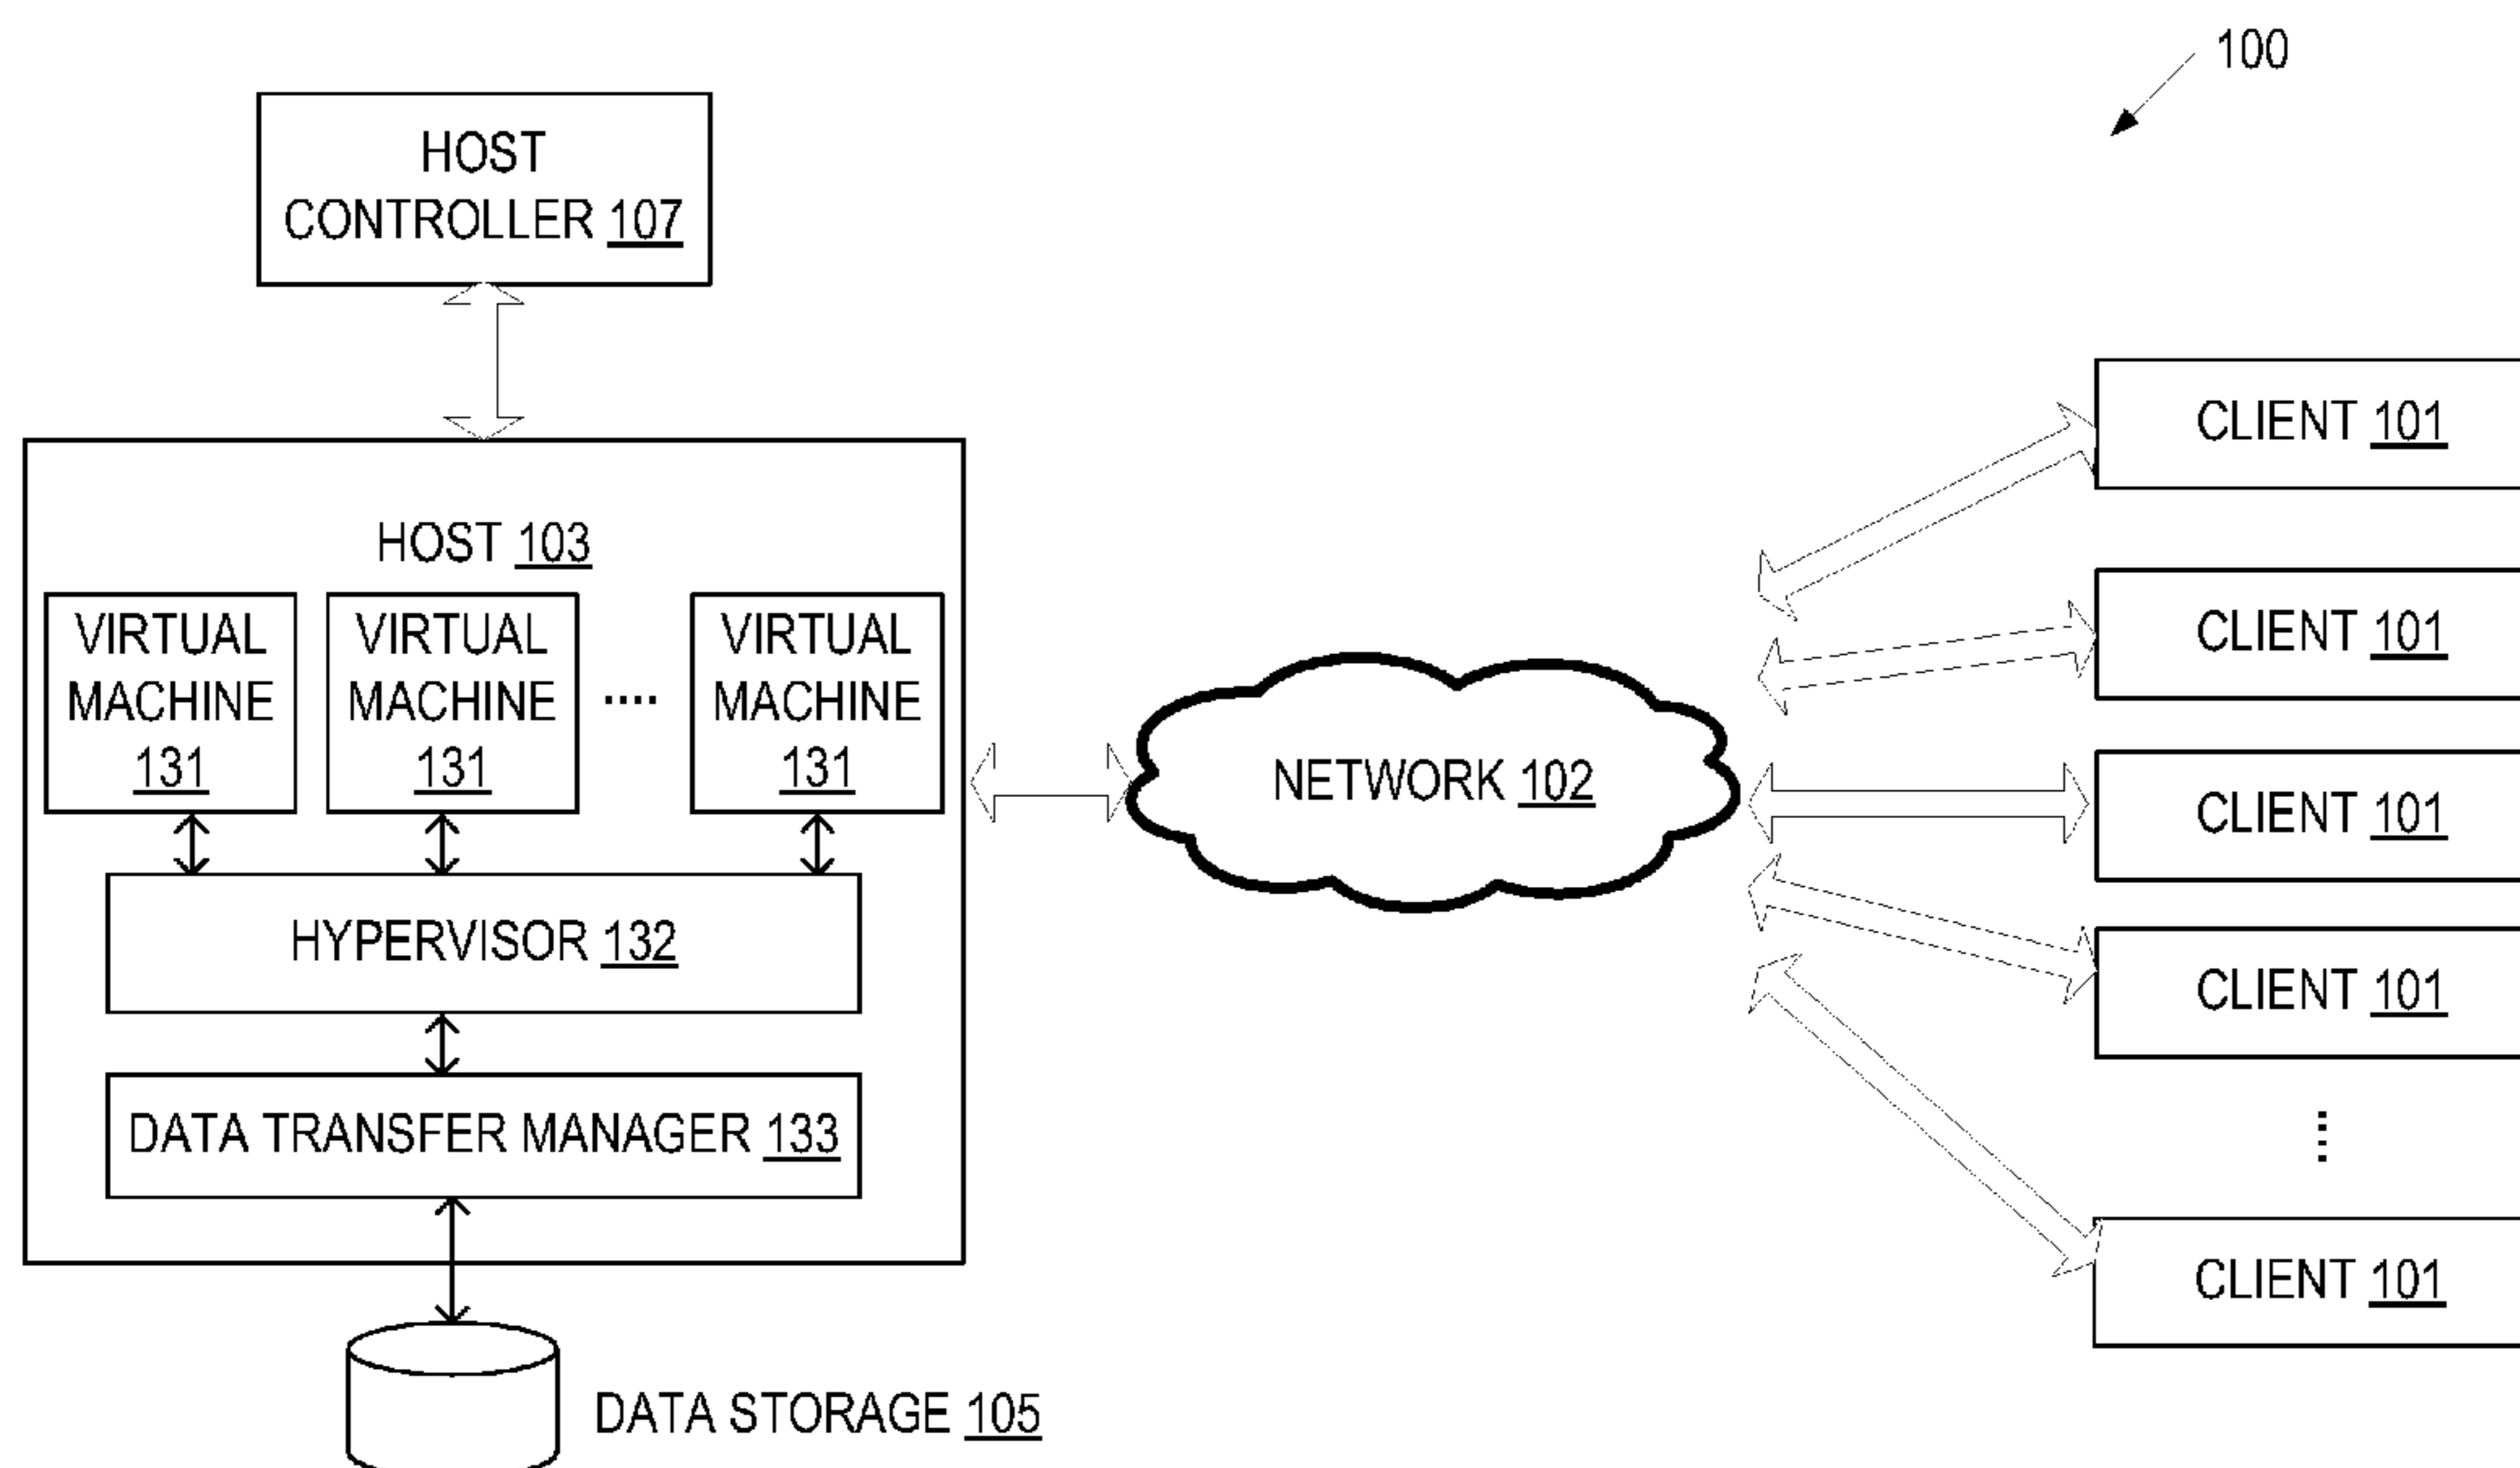 100
HOST
CONTROLLER 107
HOST 103
VIRTUAL
MACHINE
131
VIRTUAL
MACHINE
131
....
VIRTUAL
MACHINE
131
HYPERVISOR 132
DATA TRANSFER MANAGER 133
DATA STORAGE 105
NETWORK 102
CLIENT 101
CLIENT 101
CLIENT 101
CLIENT 101
....
CLIENT 101